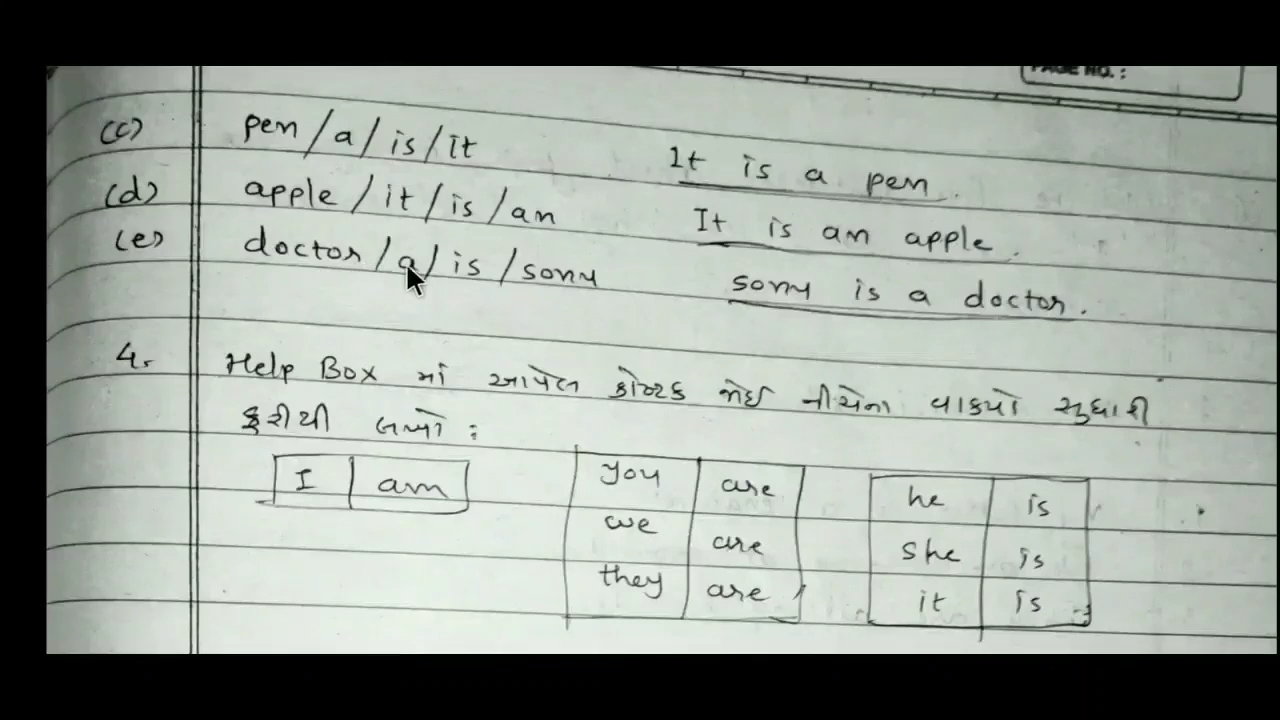 PAGE NO. :
(c) pen / a / is / it It is a pen.
(d) apple / it / is / an It is an apple.
(e) doctor / a / is / sonu sonu is a doctor.
4. Help Box માં આપેલ કોષ્ટક જોઈ નીચેના વાક્યો સુધારી
ફરીથી લખો :
I am you are he is
we are she is
they are it is